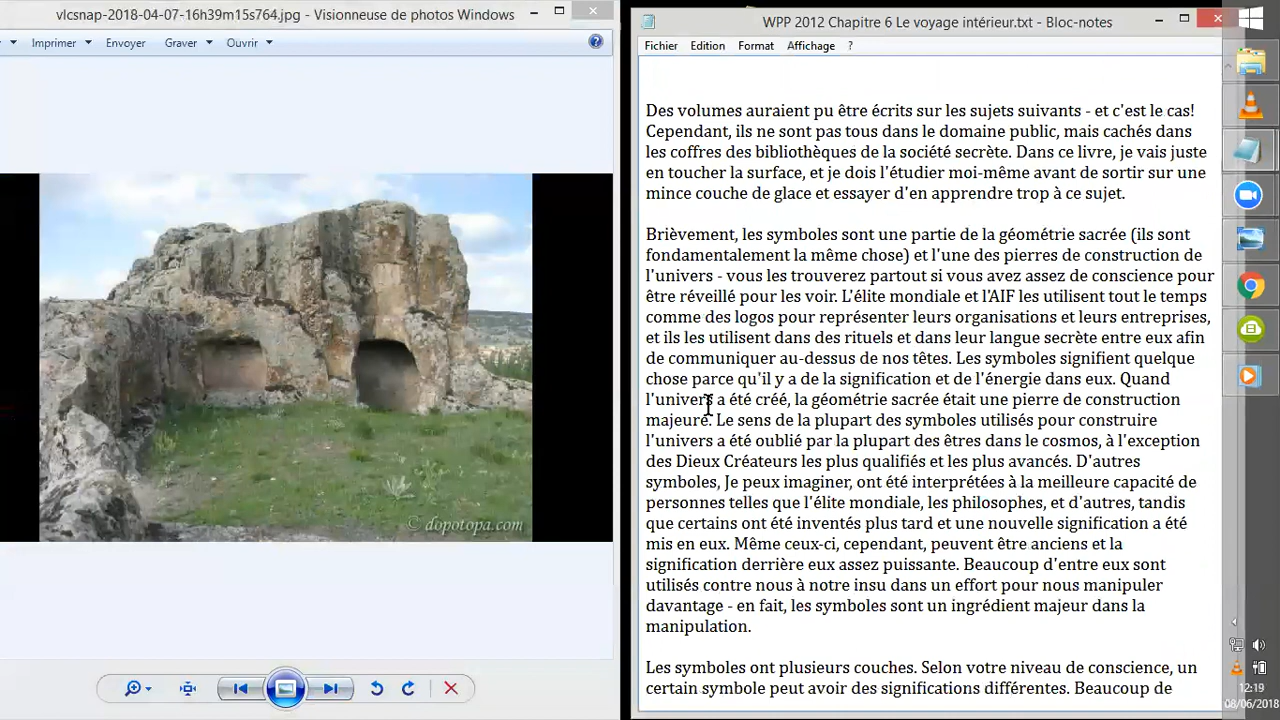 vlcsnap-2018-04-07-16h39m15s764.jpg - Visionneuse de photos Windows
Imprimer Envoyer Graver Ouvrir
© dopotopa.com
WPP 2012 Chapitre 6 Le voyage intérieur.txt - Bloc-notes
Fichier Edition Format Affichage ?
Des volumes auraient pu être écrits sur les sujets suivants - et c'est le cas!
Cependant, ils ne sont pas tous dans le domaine public, mais cachés dans
les coffres des bibliothèques de la société secrète. Dans ce livre, je vais juste
en toucher la surface, et je dois l'étudier moi-même avant de sortir sur une
mince couche de glace et essayer d'en apprendre trop à ce sujet.
Brièvement, les symboles sont une partie de la géométrie sacrée (ils sont
fondamentalement la même chose) et l'une des pierres de construction de
l'univers - vous les trouverez partout si vous avez assez de conscience pour
être réveillé pour les voir. L'élite mondiale et l'AIF les utilisent tout le temps
comme des logos pour représenter leurs organisations et leurs entreprises,
et ils les utilisent dans des rituels et dans leur langue secrète entre eux afin
de communiquer au-dessus de nos têtes. Les symboles signifient quelque
chose parce qu'il y a de la signification et de l'énergie dans eux. Quand
l'univers a été créé, la géométrie sacrée était une pierre de construction
majeure. Le sens de la plupart des symboles utilisés pour construire
l'univers a été oublié par la plupart des êtres dans le cosmos, à l'exception
des Dieux Créateurs les plus qualifiés et les plus avancés. D'autres
symboles, Je peux imaginer, ont été interprétées à la meilleure capacité de
personnes telles que l'élite mondiale, les philosophes, et d'autres, tandis
que certains ont été inventés plus tard et une nouvelle signification a été
mis en eux. Même ceux-ci, cependant, peuvent être anciens et la
signification derrière eux assez puissante. Beaucoup d'entre eux sont
utilisés contre nous à notre insu dans un effort pour nous manipuler
davantage - en fait, les symboles sont un ingrédient majeur dans la
manipulation.
Les symboles ont plusieurs couches. Selon votre niveau de conscience, un
certain symbole peut avoir des significations différentes. Beaucoup de
12:19
08/06/2018